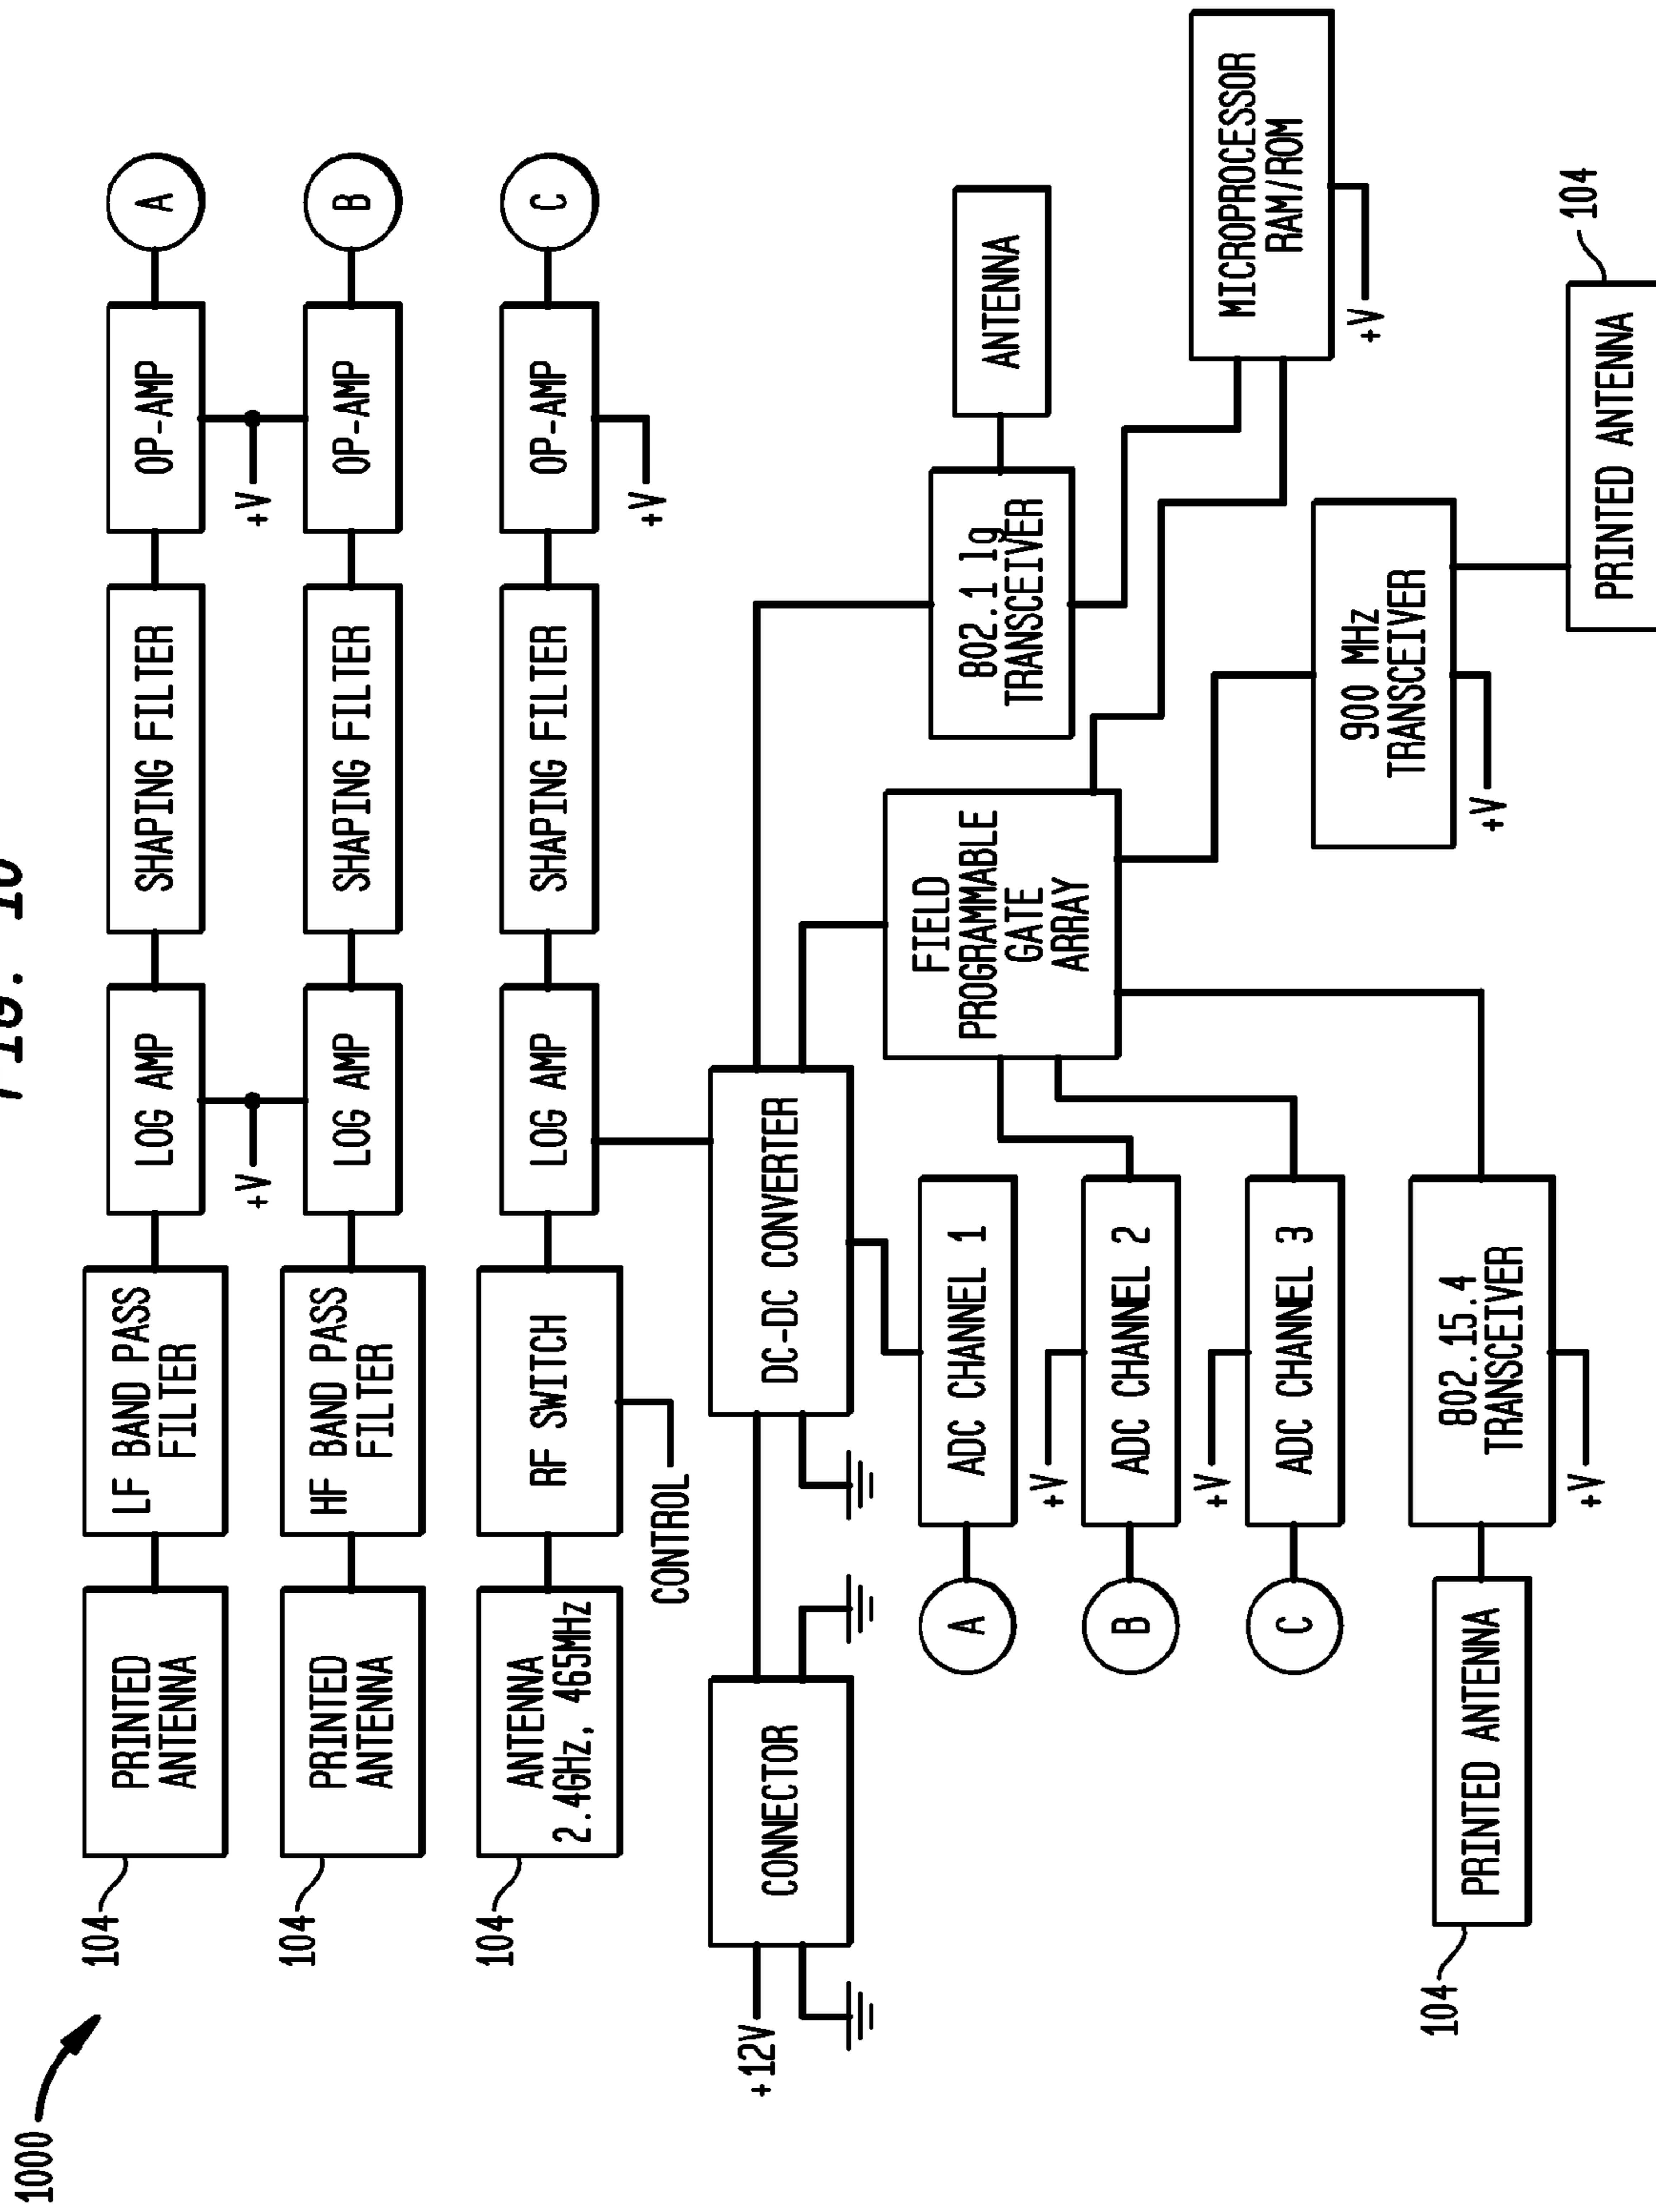 FIG. 10
1000
104
PRINTED
ANTENNA
LF BAND PASS
FILTER
LOG AMP
SHAPING FILTER
OP-AMP
A
+V
+V
104
PRINTED
ANTENNA
HF BAND PASS
FILTER
LOG AMP
SHAPING FILTER
OP-AMP
B
104
ANTENNA
2.4GHz, 465MHz
RF SWITCH
LOG AMP
SHAPING FILTER
OP-AMP
C
CONTROL
+V
+12V
CONNECTOR
DC-DC CONVERTER
802.1 1g
TRANSCEIVER
ANTENNA
FIELD
PROGRAMMABLE
GATE
ARRAY
MICROPROCESSOR
RAM/ROM
+V
A
ADC CHANNEL 1
+V
B
ADC CHANNEL 2
+V
C
ADC CHANNEL 3
900 MHz
TRANSCEIVER
+V
104
PRINTED ANTENNA
802.15.4
TRANSCEIVER
+V
PRINTED ANTENNA
104